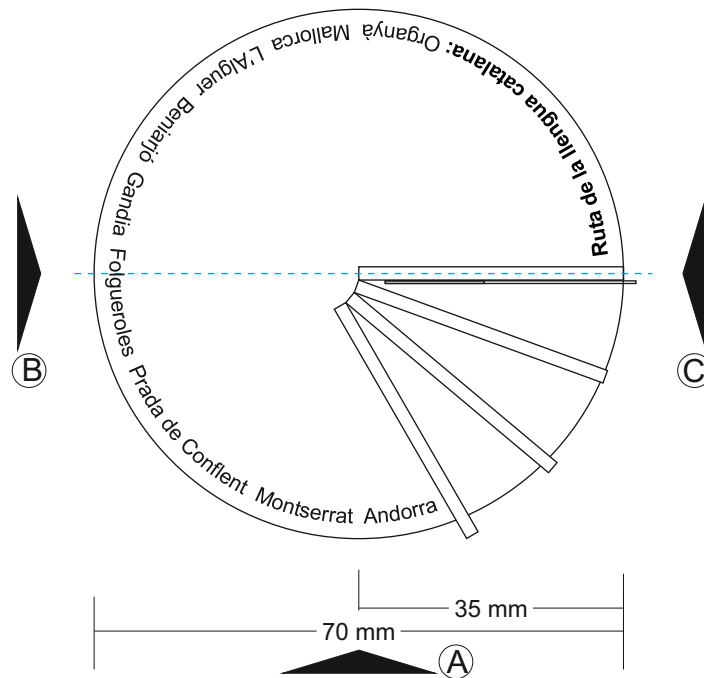 Ruta de la llengua catalana: Organyà Mallorca L'Alguer Beniarjó Gandia Folgueroles Prada de Conflent Montserrat Andorra
B
C
35 mm
70 mm
A